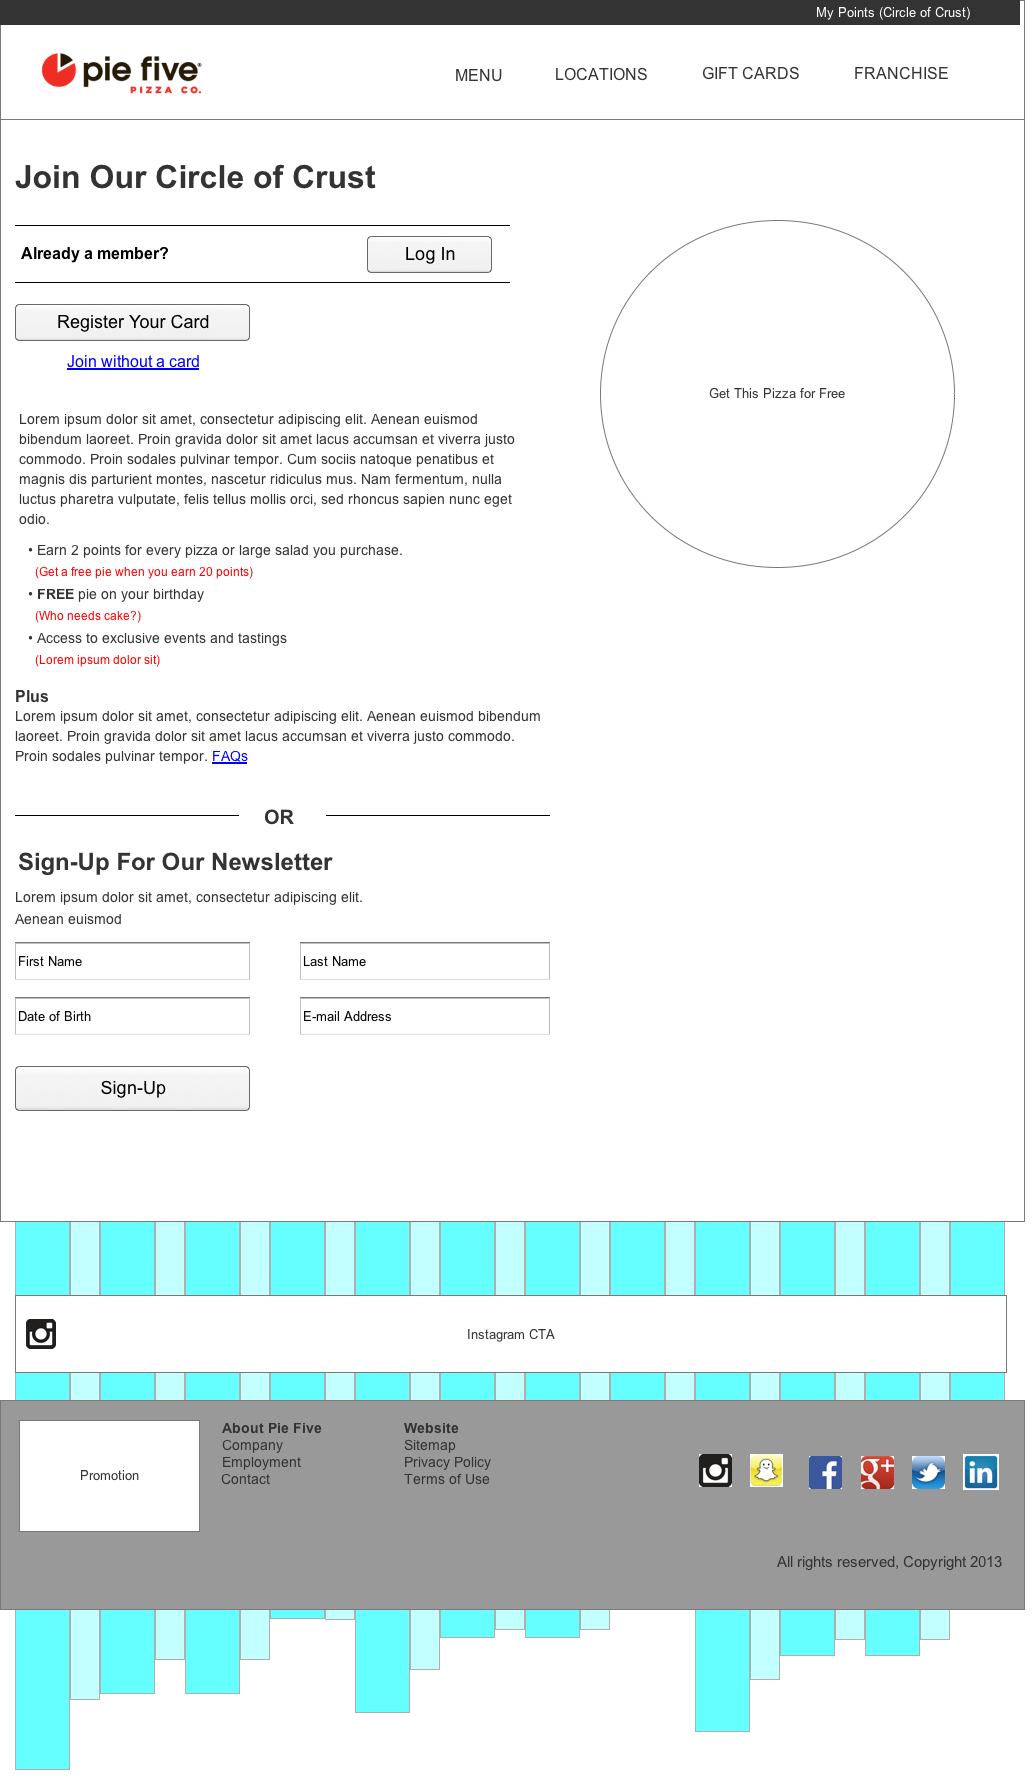 My Points (Circle of Crust)
pie five
PIZZA CO.
MENU LOCATIONS GIFT CARDS FRANCHISE
Join Our Circle of Crust
Already a member? Log In
Register Your Card
Join without a card
Get This Pizza for Free
Lorem ipsum dolor sit amet, consectetur adipiscing elit. Aenean euismod
bibendum laoreet. Proin gravida dolor sit amet lacus accumsan et viverra justo
commodo. Proin sodales pulvinar tempor. Cum sociis natoque penatibus et
magnis dis parturient montes, nascetur ridiculus mus. Nam fermentum, nulla
luctus pharetra vulputate, felis tellus mollis orci, sed rhoncus sapien nunc eget
odio.
• Earn 2 points for every pizza or large salad you purchase.
(Get a free pie when you earn 20 points)
• FREE pie on your birthday
(Who needs cake?)
• Access to exclusive events and tastings
(Lorem ipsum dolor sit)
Plus
Lorem ipsum dolor sit amet, consectetur adipiscing elit. Aenean euismod bibendum
laoreet. Proin gravida dolor sit amet lacus accumsan et viverra justo commodo.
Proin sodales pulvinar tempor. FAQs
OR
Sign-Up For Our Newsletter
Lorem ipsum dolor sit amet, consectetur adipiscing elit.
Aenean euismod
First Name Last Name
Date of Birth E-mail Address
Sign-Up
Instagram CTA
Promotion
About Pie Five
Company
Employment
Contact
Website
Sitemap
Privacy Policy
Terms of Use
All rights reserved, Copyright 2013